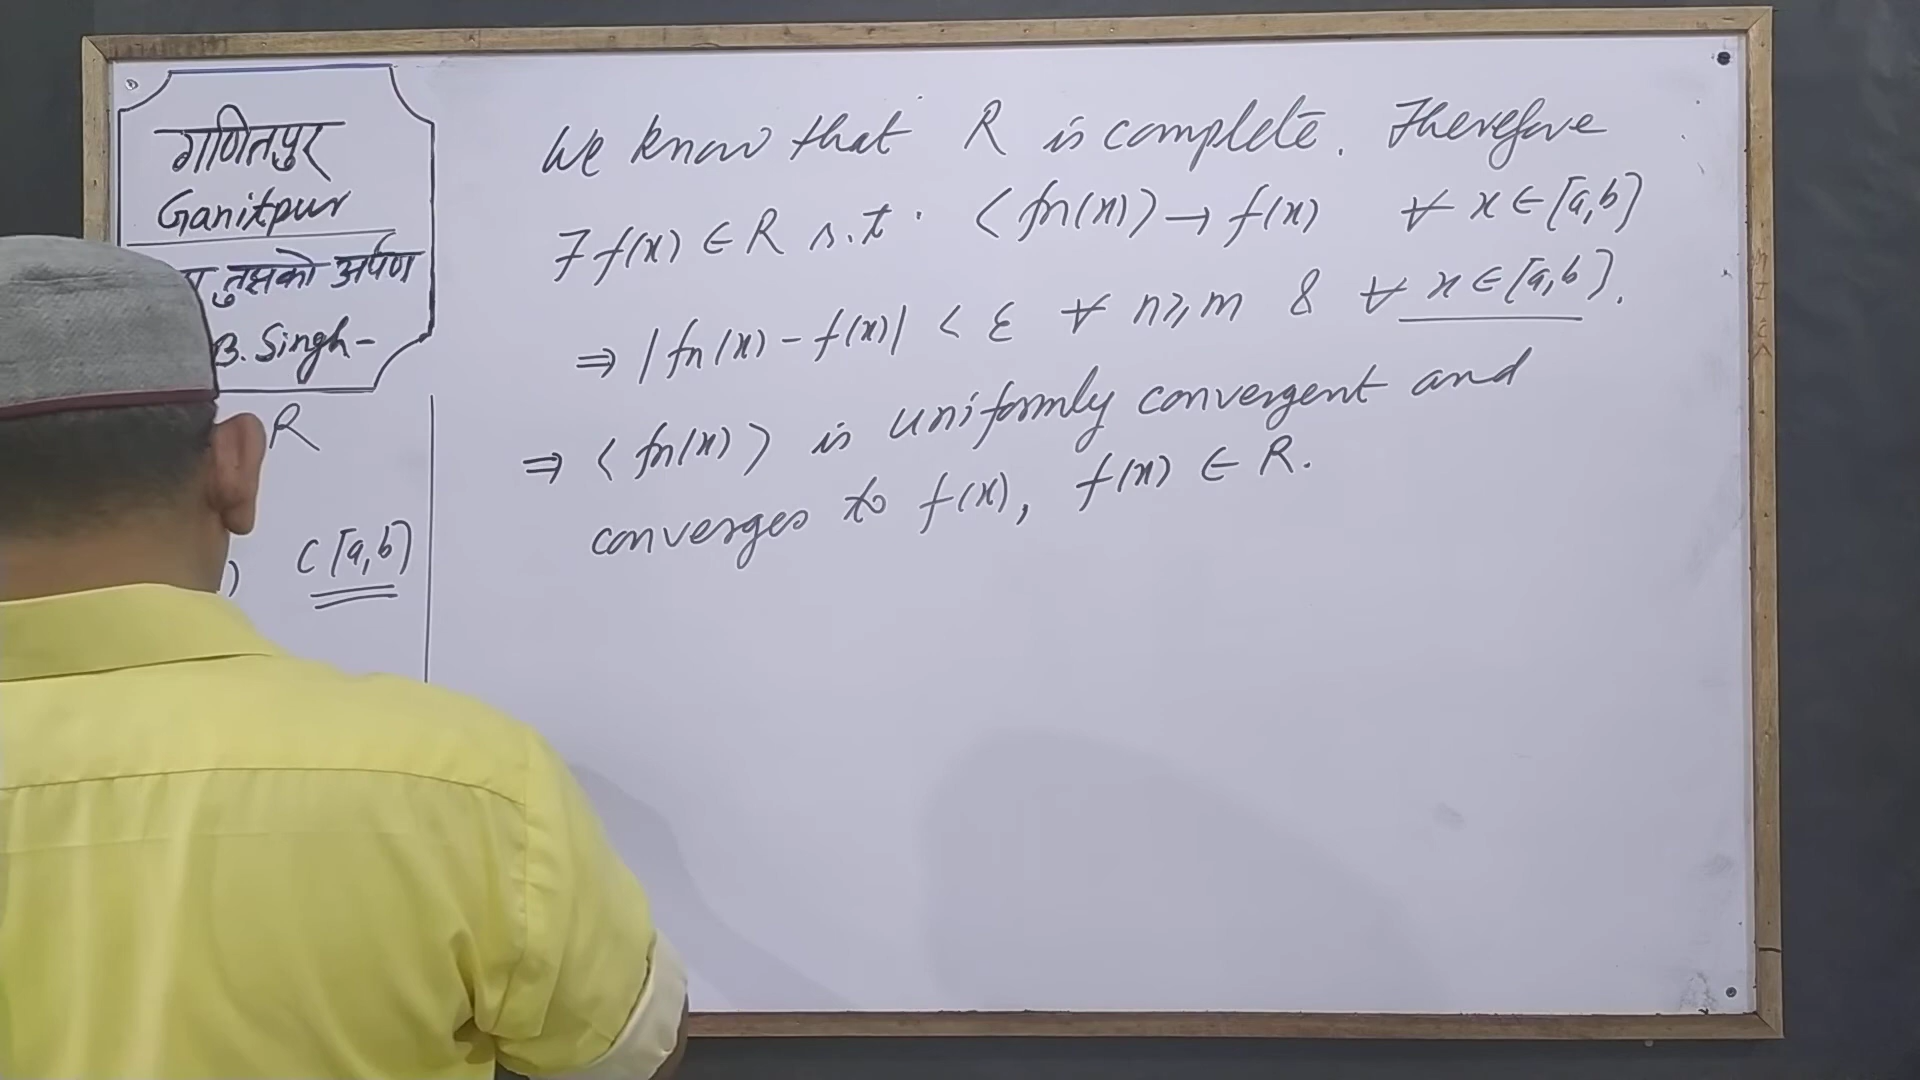 गणितपुर
Ganitpur
तुझको अर्पण
B. Singh-
R
)
C[a,b]
We know that R is complete. Therefore
∃ f(x) ∈ R s.t. <fn(x)> → f(x) ∀ x ∈ [a,b]
⇒ |fn(x) - f(x)| < ε ∀ n≥m & ∀ x ∈ [a,b].
⇒ <fn(x)> is uniformly convergent and
converges to f(x), f(x) ∈ R.